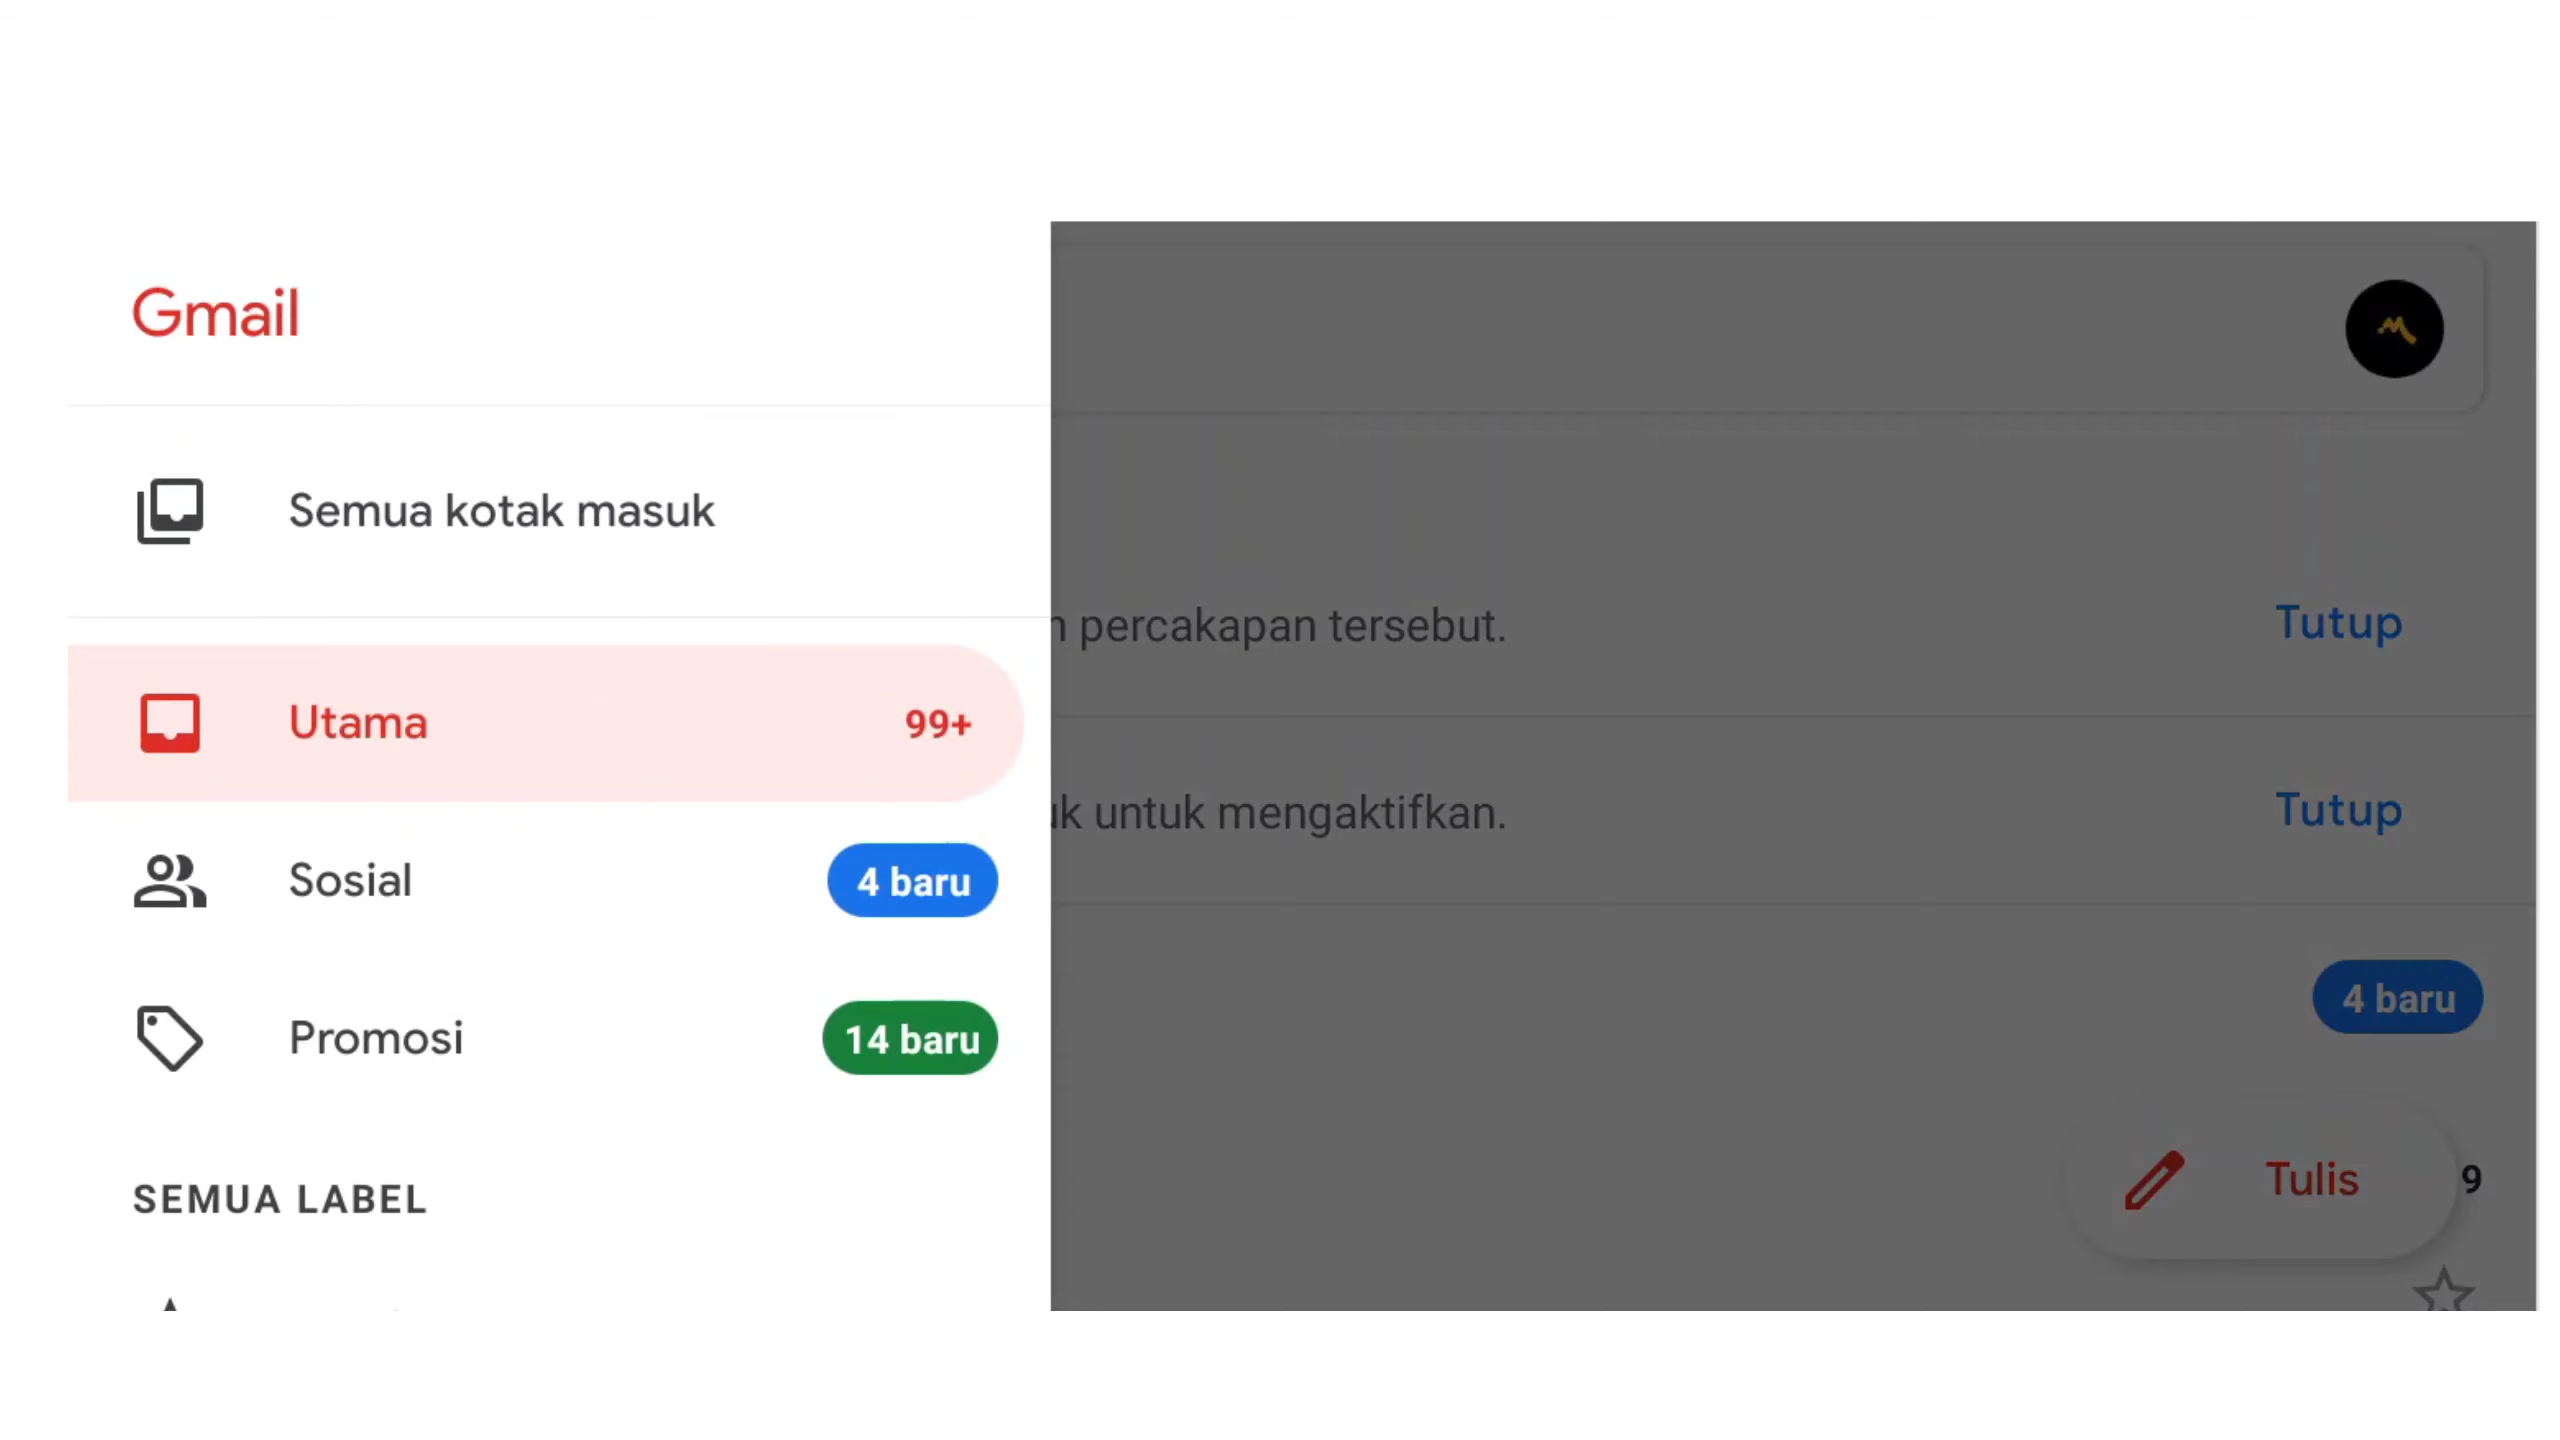 Gmail
Semua kotak masuk
percakapan tersebut.
Tutup
Utama 99+
untuk mengaktifkan.
Tutup
Sosial 4 baru
4 baru
Promosi 14 baru
Tulis 9
SEMUA LABEL